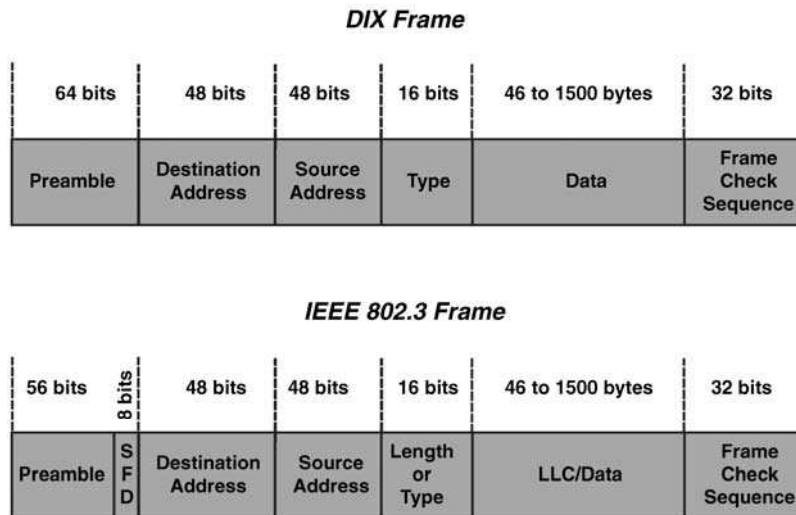 DIX Frame
64 bits 48 bits 48 bits 16 bits 46 to 1500 bytes 32 bits
Preamble
Destination
Address
Source
Address
Type
Data
Frame
Check
Sequence
IEEE 802.3 Frame
56 bits 8 bits 48 bits 48 bits 16 bits 46 to 1500 bytes 32 bits
Preamble
S
F
D
Destination
Address
Source
Address
Length
or
Type
LLC/Data
Frame
Check
Sequence